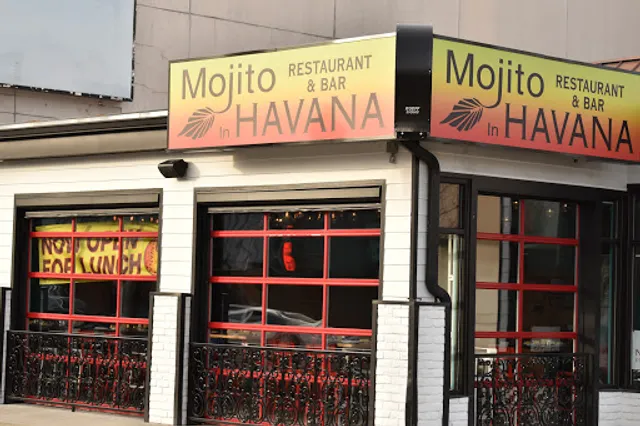 Mojito RESTAURANT
& BAR
In HAVANA
Mojito RESTAURANT
& BAR
In HAVANA
NOW OPEN
FOR LUNCH